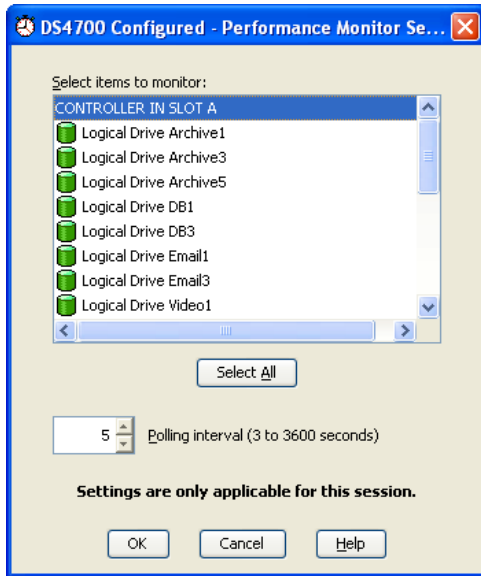 DS4700 Configured - Performance Monitor Se...
Select items to monitor:
CONTROLLER IN SLOT A
Logical Drive Archive1
Logical Drive Archive3
Logical Drive Archive5
Logical Drive DB1
Logical Drive DB3
Logical Drive Email1
Logical Drive Email3
Logical Drive Video1
Select All
5 Polling interval (3 to 3600 seconds)
Settings are only applicable for this session.
OK Cancel Help